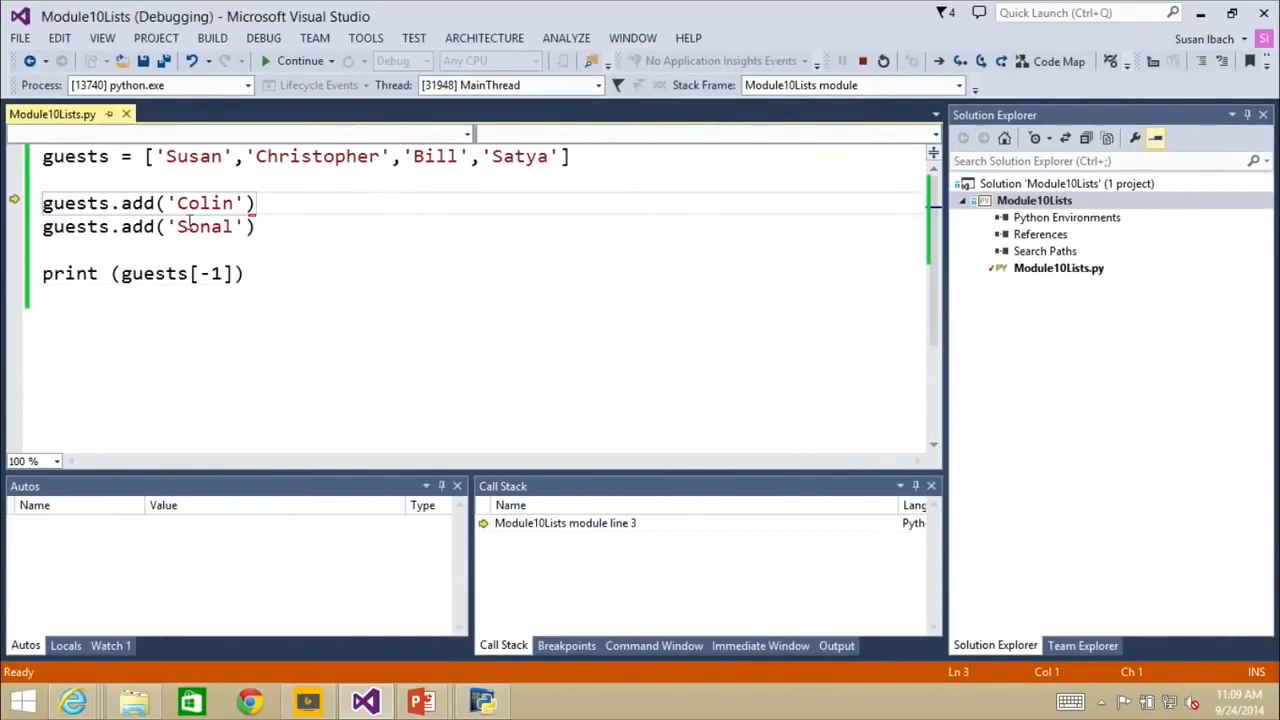 Module10Lists (Debugging) - Microsoft Visual Studio
4
Quick Launch (Ctrl+Q)
FILE EDIT VIEW PROJECT BUILD DEBUG TEAM TOOLS TEST ARCHITECTURE ANALYZE WINDOW HELP
Susan Ibach
SI
Continue
Debug
Any CPU
No Application Insights Events
Code Map
Process: [13740] python.exe
Lifecycle Events
Thread: [31948] MainThread
Stack Frame: Module10Lists module
Module10Lists.py
guests = ['Susan','Christopher','Bill','Satya']
guests.add('Colin')
guests.add('Sonal')
print (guests[-1])
100 %
Solution Explorer
Search Solution Explorer (Ctrl+;)
Solution 'Module10Lists' (1 project)
Module10Lists
Python Environments
References
Search Paths
Module10Lists.py
Autos
Name Value Type
Call Stack
Name Lang
Module10Lists module line 3 Pyth
Autos Locals Watch 1
Call Stack Breakpoints Command Window Immediate Window Output
Solution Explorer Team Explorer
Ready
Ln 3 Col 1 Ch 1 INS
11:09 AM
9/24/2014